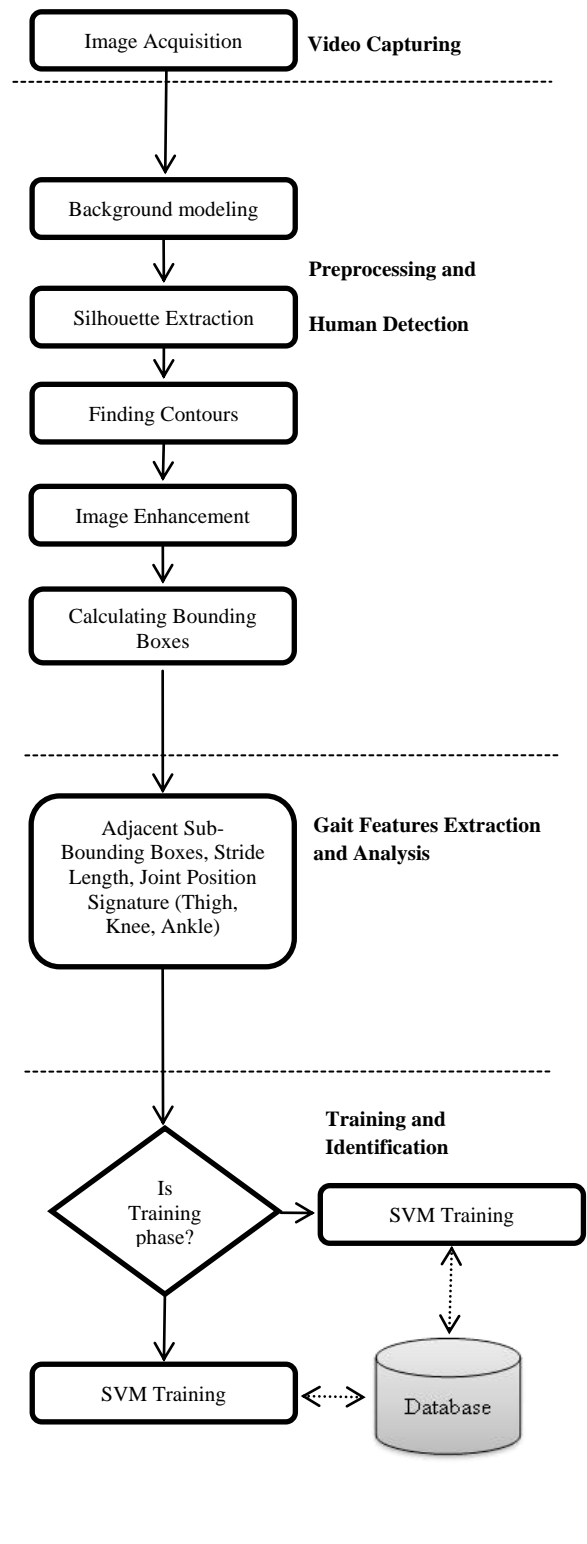 Image Acquisition
Video Capturing
Background modeling
Preprocessing and
Silhouette Extraction
Human Detection
Finding Contours
Image Enhancement
Calculating Bounding
Boxes
Adjacent Sub-
Bounding Boxes, Stride
Length, Joint Position
Signature (Thigh,
Knee, Ankle)
Gait Features Extraction
and Analysis
Training and
Identification
Is
Training
phase?
SVM Training
SVM Training
Database